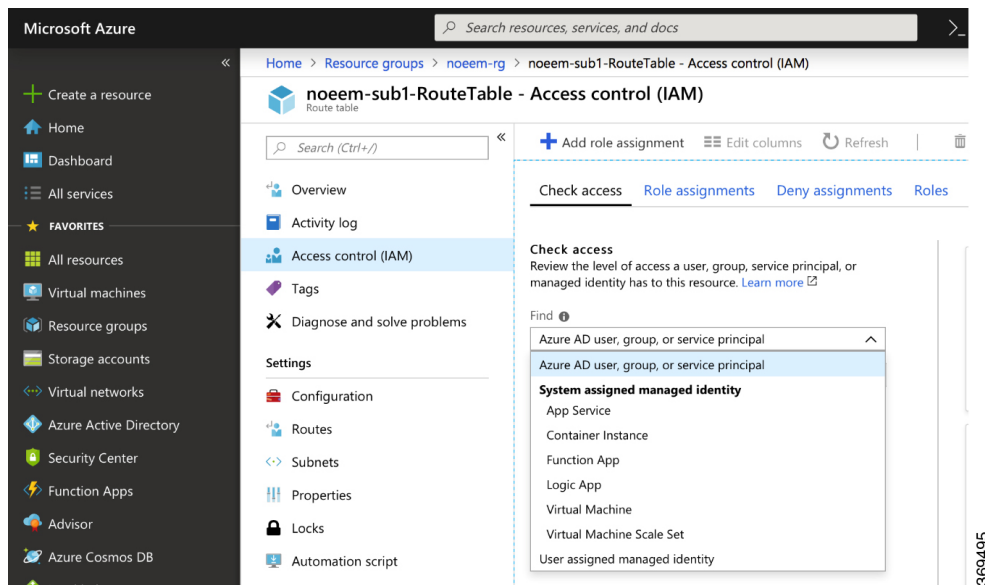 Microsoft Azure
Search resources, services, and docs
>_
«
Create a resource
Home
Dashboard
All services
FAVORITES
All resources
Virtual machines
Resource groups
Storage accounts
Virtual networks
Azure Active Directory
Security Center
Function Apps
Advisor
Azure Cosmos DB
Home > Resource groups > noeem-rg > noeem-sub1-RouteTable - Access control (IAM)
noeem-sub1-RouteTable - Access control (IAM)
Route table
Search (Ctrl+/)
«
Overview
Activity log
Access control (IAM)
Tags
Diagnose and solve problems
Settings
Configuration
Routes
Subnets
Properties
Locks
Automation script
Add role assignment Edit columns Refresh
Check access Role assignments Deny assignments Roles
Check access
Review the level of access a user, group, service principal, or
managed identity has to this resource. Learn more
Find
Azure AD user, group, or service principal
Azure AD user, group, or service principal
System assigned managed identity
App Service
Container Instance
Function App
Logic App
Virtual Machine
Virtual Machine Scale Set
User assigned managed identity
369495